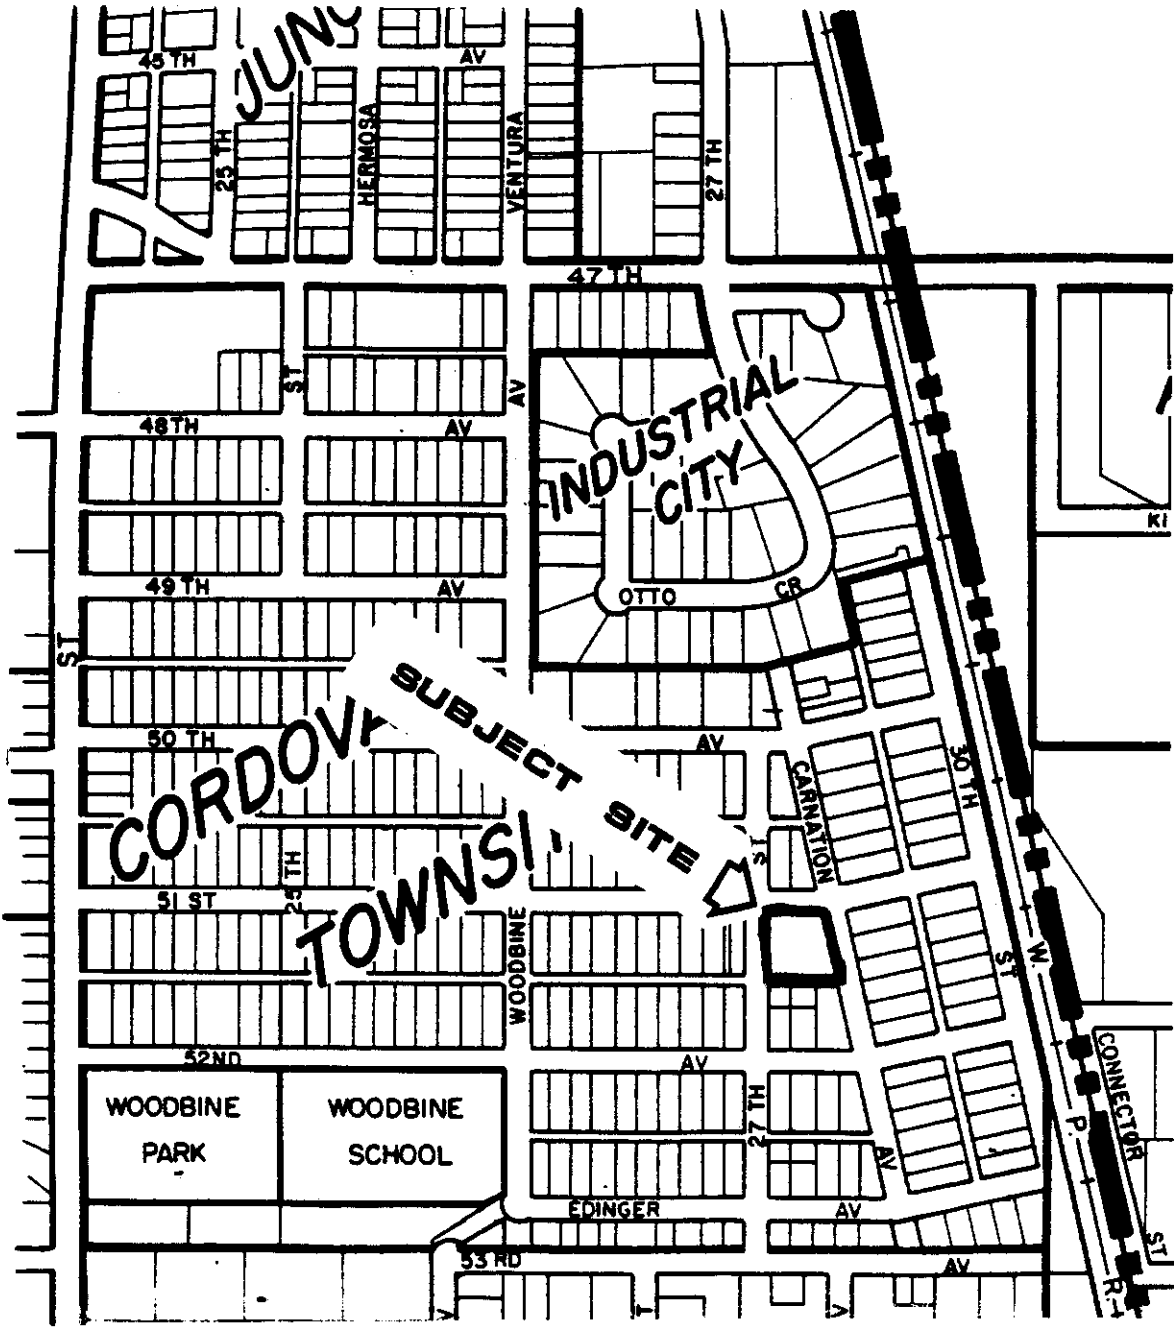 JUNC
45 TH
AV
25 TH
HERMOSA
VENTURA
27 TH
47 TH
ST
AV
INDUSTRIAL
CITY
48 TH
AV
KI
49 TH
AV
OTTO
CR
ST
SUBJECT SITE
50 TH
AV
CORDOVA
CARNATION
30 TH
ST
TOWNSI
25 TH
51 ST
WOODBINE
W.
ST
52ND
AV
CONNECTOR
WOODBINE
PARK
WOODBINE
SCHOOL
27 TH
P.
AV
EDINGER
AV
53 RD
AV
ST
R.
V
T
V